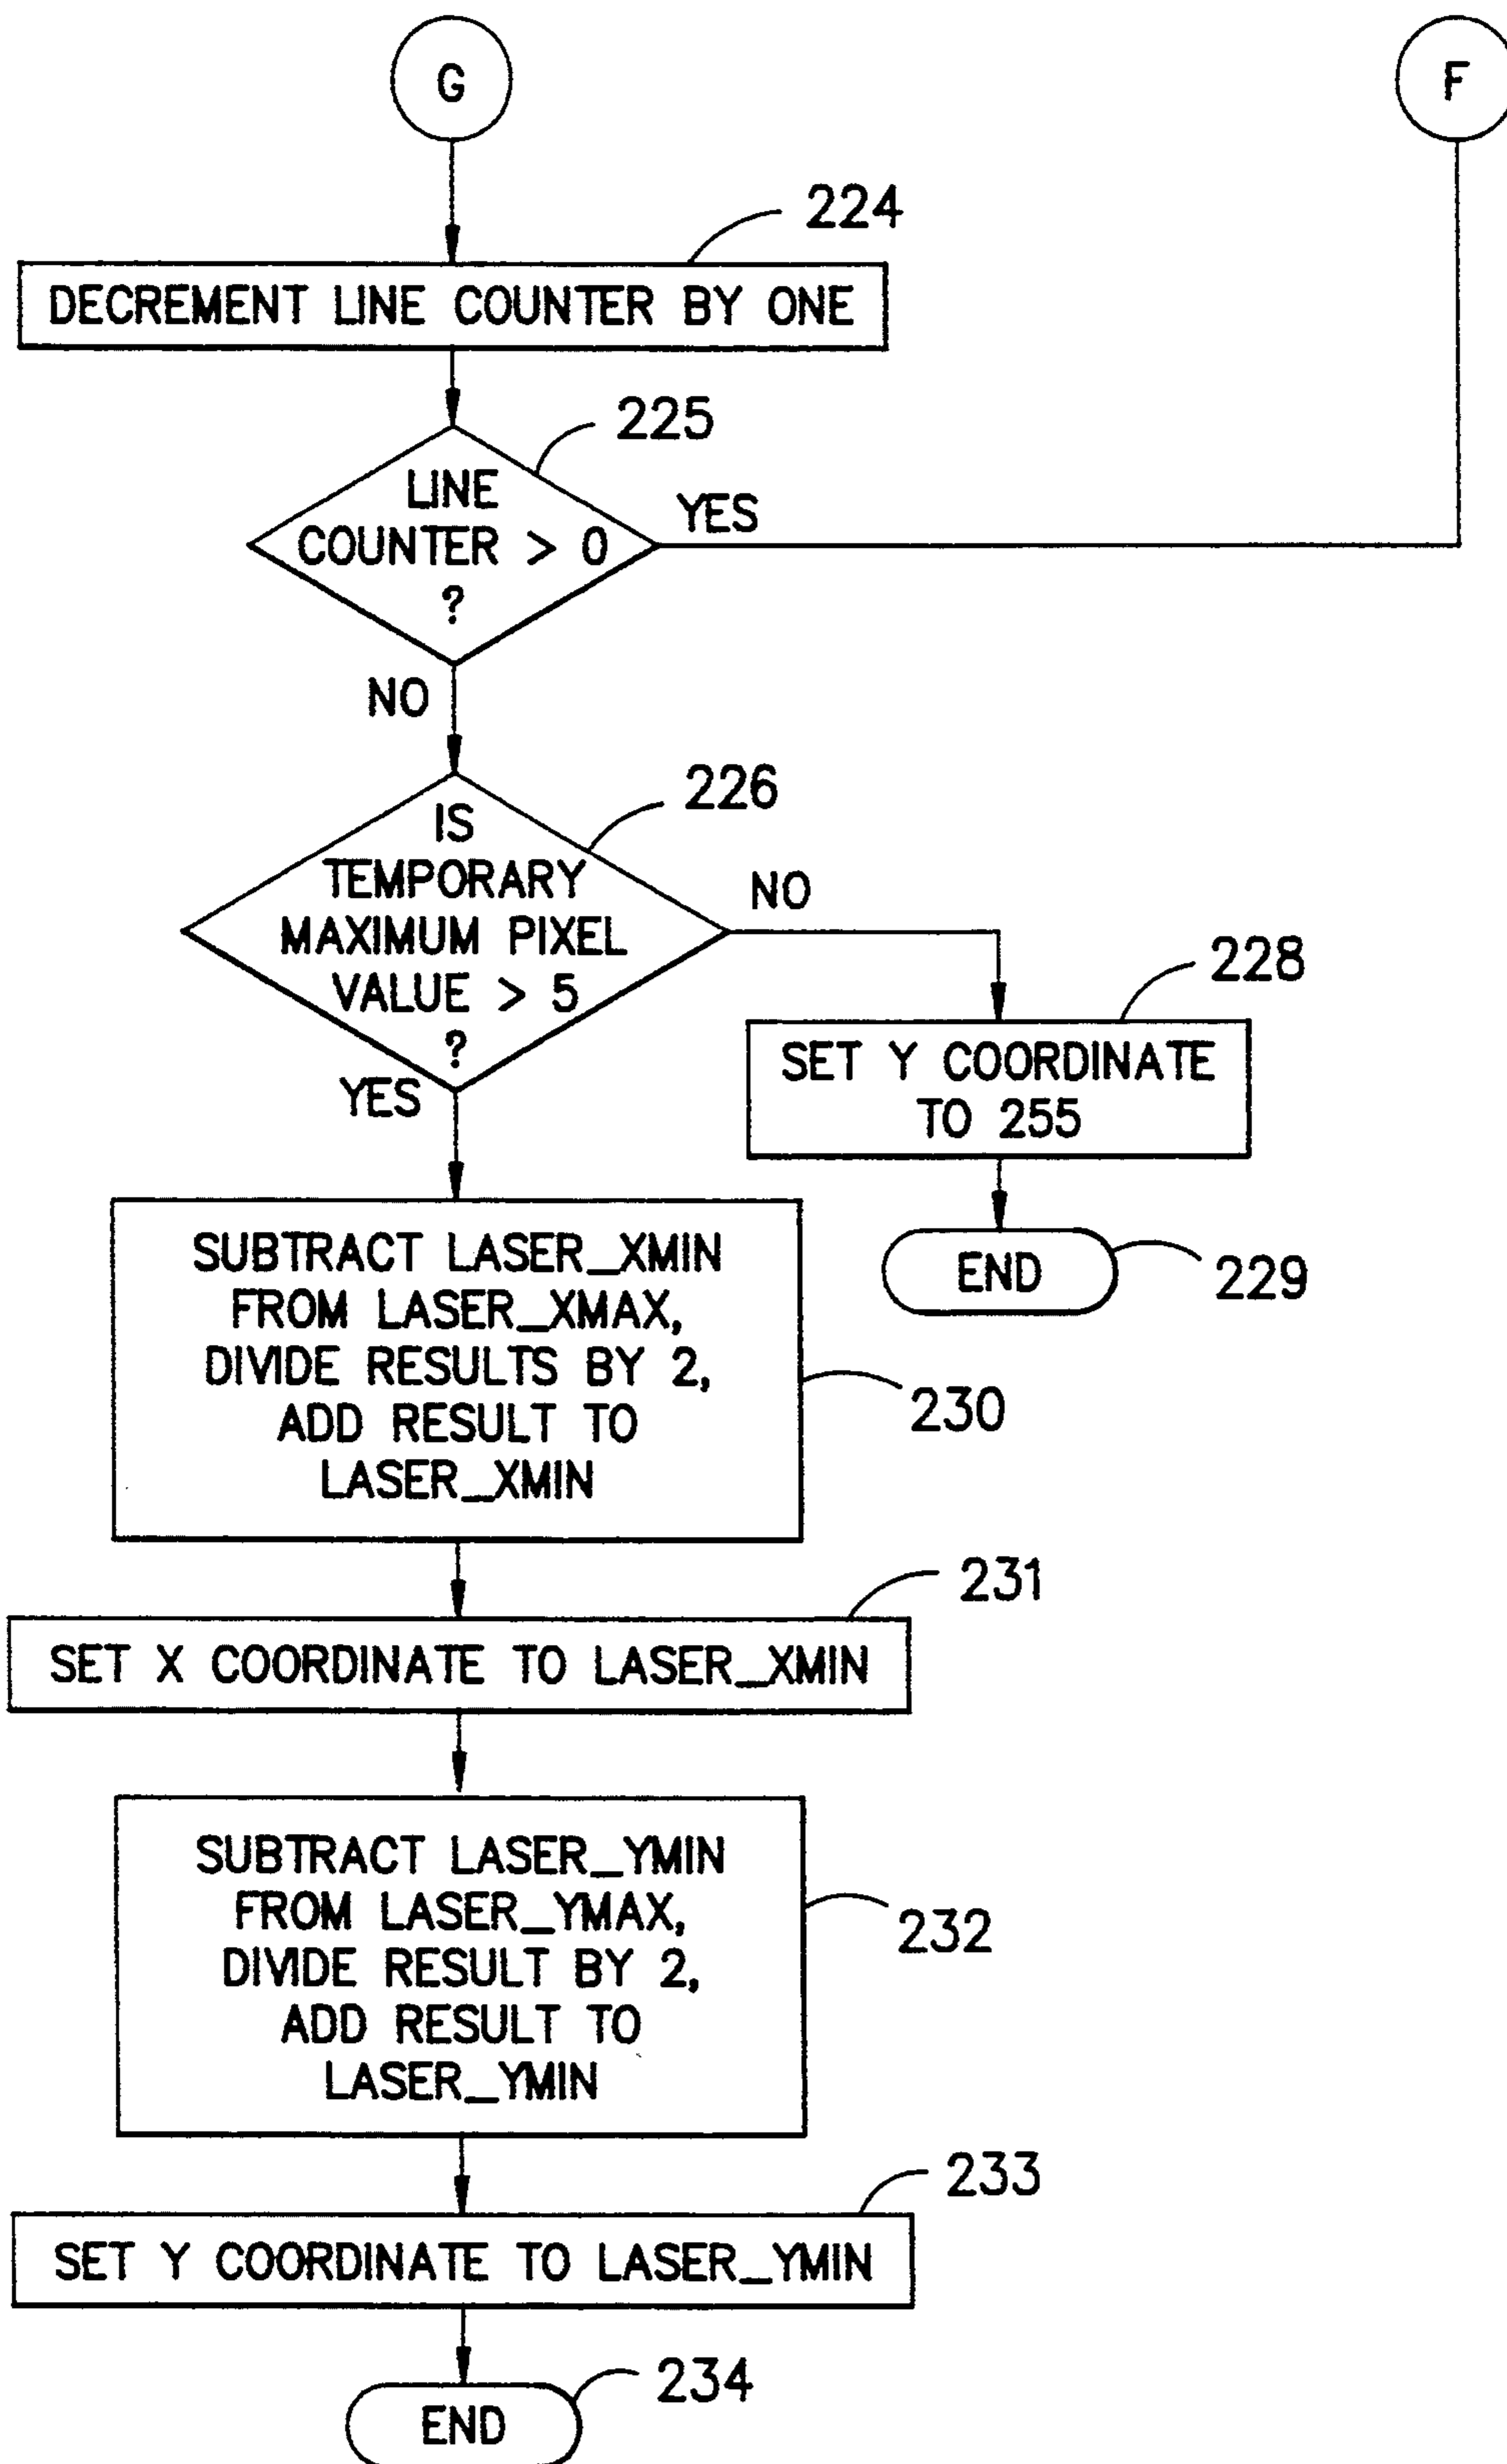 G
F
224
DECREMENT LINE COUNTER BY ONE
225
LINE
COUNTER > 0
?
YES
NO
226
IS
TEMPORARY
MAXIMUM PIXEL
VALUE > 5
?
NO
YES
228
SET Y COORDINATE
TO 255
END
229
SUBTRACT LASER_XMIN
FROM LASER_XMAX,
DIVIDE RESULTS BY 2,
ADD RESULT TO
LASER_XMIN
230
231
SET X COORDINATE TO LASER_XMIN
SUBTRACT LASER_YMIN
FROM LASER_YMAX,
DIVIDE RESULT BY 2,
ADD RESULT TO
LASER_YMIN
232
233
SET Y COORDINATE TO LASER_YMIN
234
END